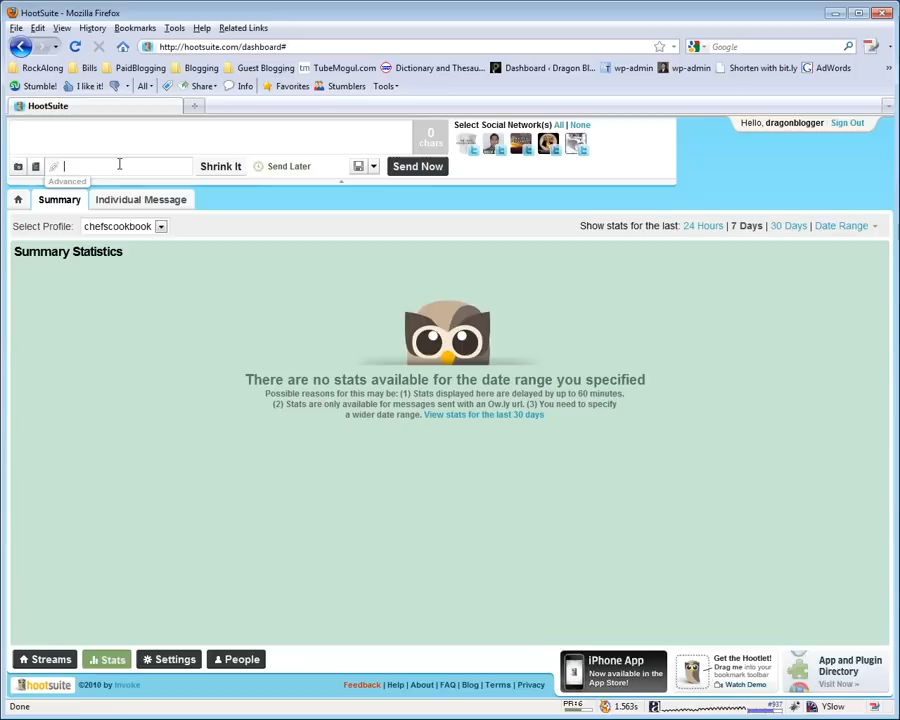 HootSuite - Mozilla Firefox
File Edit View History Bookmarks Tools Help Related Links
http://hootsuite.com/dashboard#
Google
RockAlong Bills PaidBlogging Blogging Guest Blogging TubeMogul.com Dictionary and Thesau... Dashboard ‹ Dragon Bl... wp-admin wp-admin Shorten with bit.ly AdWords »
Stumble! I like it! All Share Info Favorites Stumblers Tools
HootSuite
0
chars
Select Social Network(s) All | None
Hello, dragonblogger Sign Out
Shrink It Send Later Send Now
Advanced
Summary Individual Message
Select Profile: chefscookbook
Show stats for the last: 24 Hours | 7 Days | 30 Days | Date Range
Summary Statistics
There are no stats available for the date range you specified
Possible reasons for this may be: (1) Stats displayed here are delayed by up to 60 minutes.
(2) Stats are only available for messages sent with an Ow.ly url. (3) You need to specify
a wider date range. View stats for the last 30 days
Streams Stats Settings People
iPhone App
Now available in the
App Store!
Get the Hootlet!
Drag me into your
bookmark toolbar
Watch Demo
App and Plugin
Directory
Visit Now »
hootsuite ©2010 by Invoke
Feedback | Help | About | FAQ | Blog | Terms | Privacy
Done
PR:6 1.563s #937 YSlow